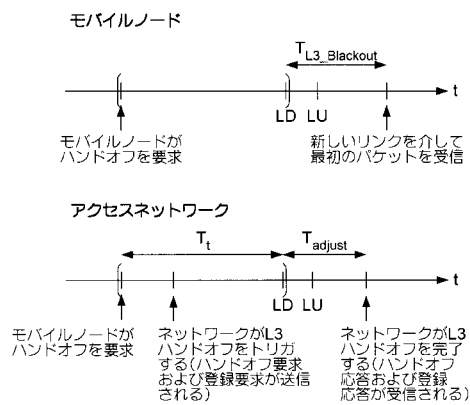 モバイルノード
T L3_Blackout
t
LD LU
モバイルノードが
ハンドオフを要求
新しいリンクを介して
最初のパケットを受信
アクセスネットワーク
Tt
Tadjust
t
LD LU
モバイルノードが
ハンドオフを要求
ネットワークがL3
ハンドオフをトリガ
する(ハンドオフ要求
および登録要求が送信
される)
ネットワークがL3
ハンドオフを完了
する(ハンドオフ
応答および登録
応答が受信される)